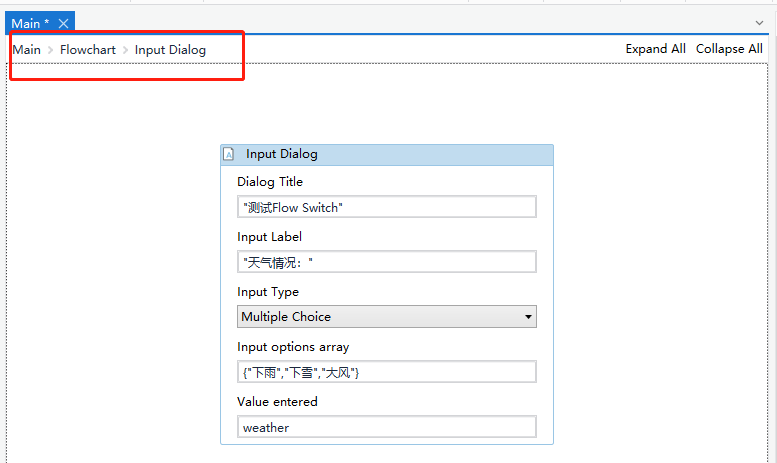 Main *
Main > Flowchart > Input Dialog
Expand All Collapse All
Input Dialog
Dialog Title
"测试Flow Switch"
Input Label
"天气情况："
Input Type
Multiple Choice
Input options array
{"下雨","下雪","大风"}
Value entered
weather